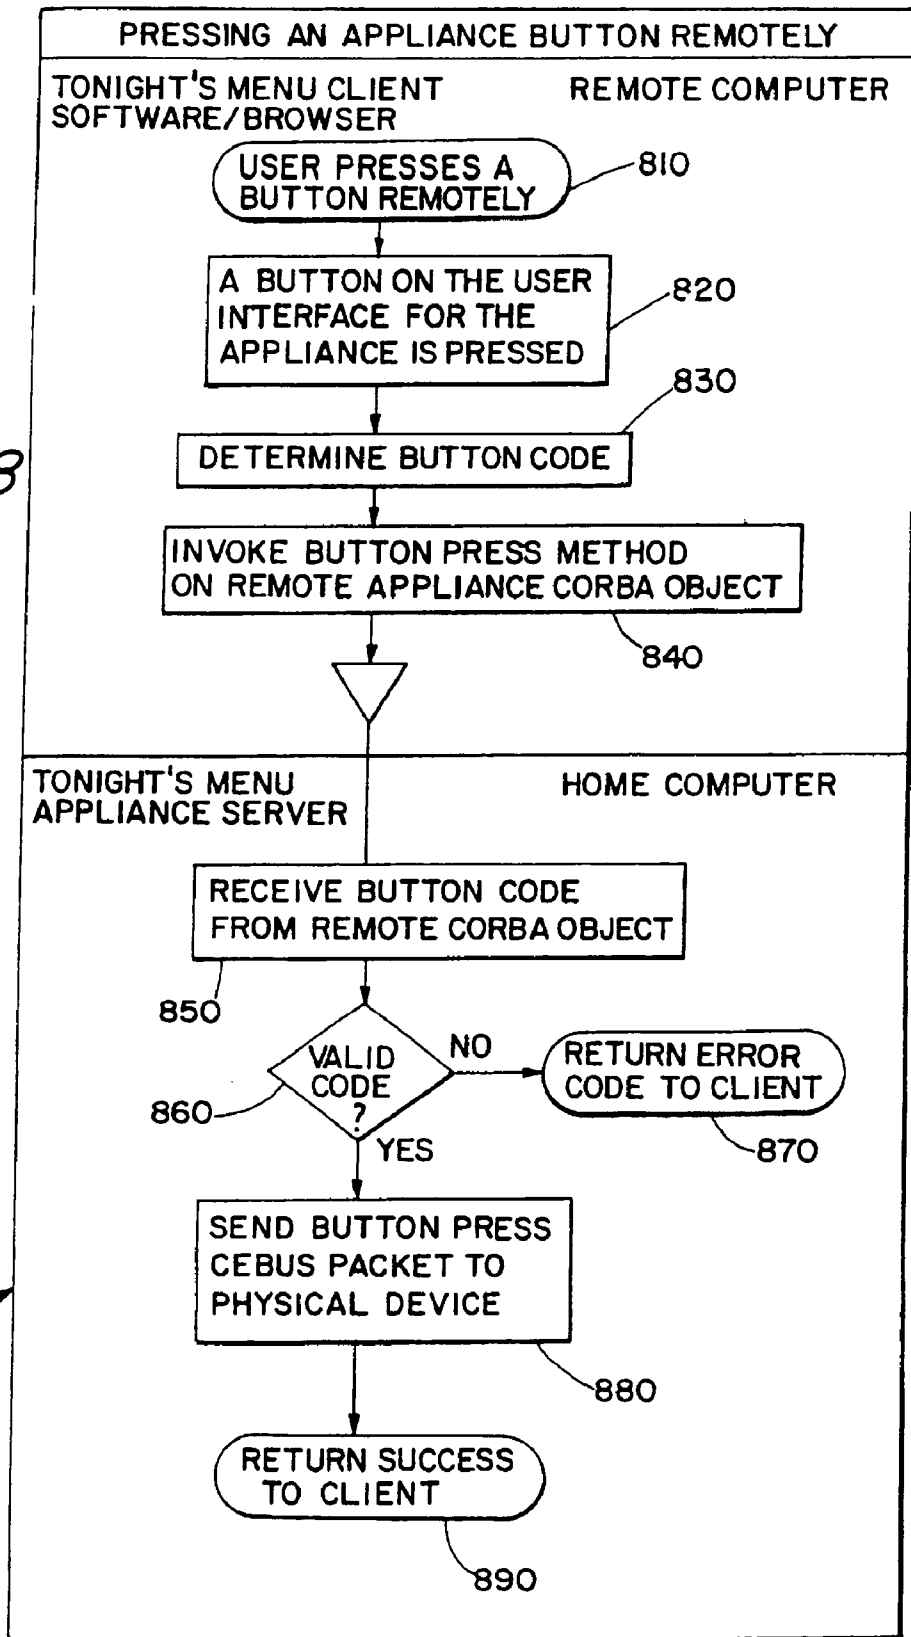 PRESSING AN APPLIANCE BUTTON REMOTELY
TONIGHT'S MENU CLIENT
SOFTWARE/BROWSER
REMOTE COMPUTER
USER PRESSES A
BUTTON REMOTELY
810
A BUTTON ON THE USER
INTERFACE FOR THE
APPLIANCE IS PRESSED
820
830
DETERMINE BUTTON CODE
8
INVOKE BUTTON PRESS METHOD
ON REMOTE APPLIANCE CORBA OBJECT
840
TONIGHT'S MENU
APPLIANCE SERVER
HOME COMPUTER
RECEIVE BUTTON CODE
FROM REMOTE CORBA OBJECT
850
VALID
CODE
?
860
NO
RETURN ERROR
CODE TO CLIENT
870
YES
SEND BUTTON PRESS
CEBUS PACKET TO
PHYSICAL DEVICE
880
RETURN SUCCESS
TO CLIENT
890